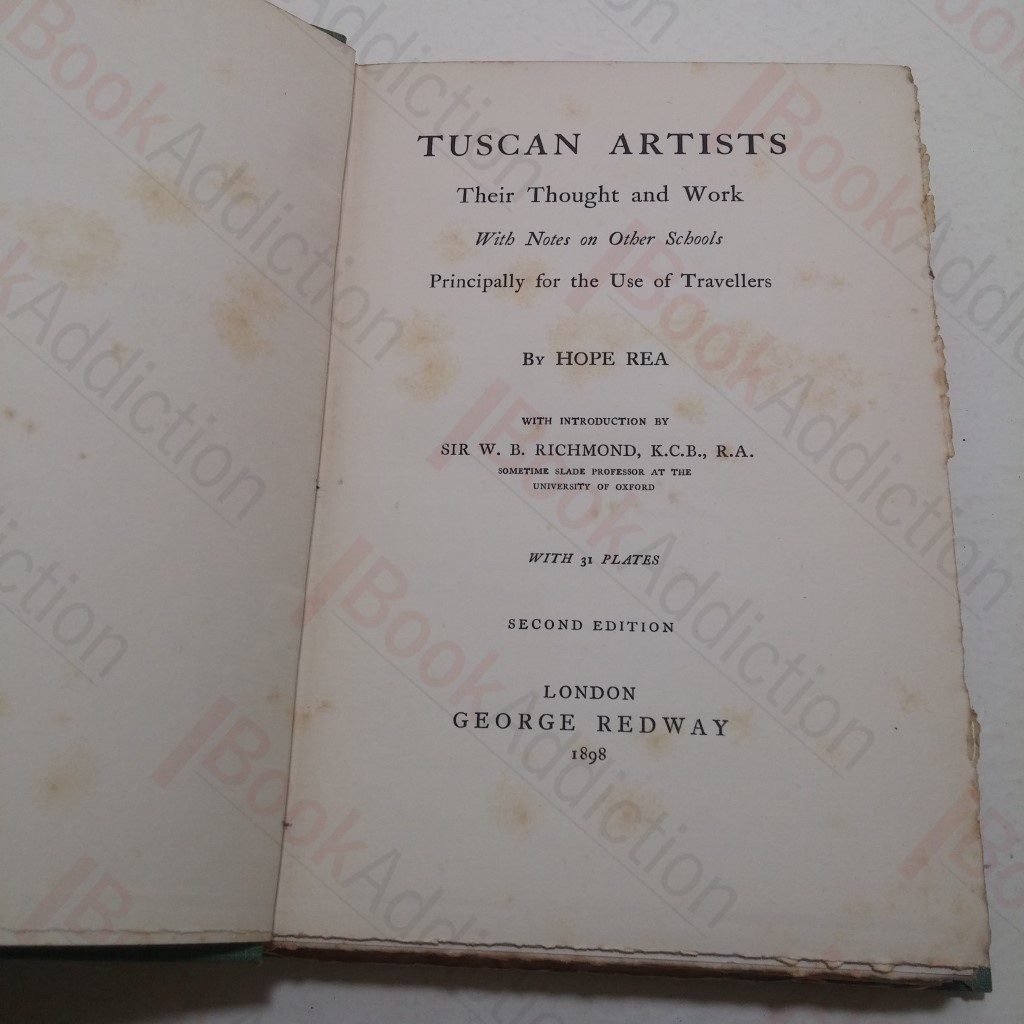 TUSCAN ARTISTS
Their Thought and Work
With Notes on Other Schools
Principally for the Use of Travellers
By HOPE REA
WITH INTRODUCTION BY
SIR W. B. RICHMOND, K.C.B., R.A.
SOMETIME SLADE PROFESSOR AT THE
UNIVERSITY OF OXFORD
WITH 31 PLATES
SECOND EDITION
LONDON
GEORGE REDWAY
1898
BookAddiction